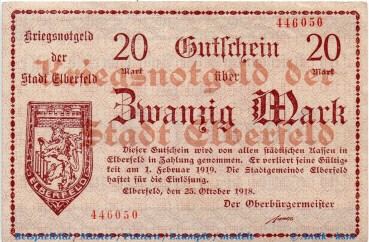 446050
Kriegsnotgeld
der
Stadt Elberfeld
20
Mark
Gutschein
über
20
Mark
Kriegsnotgeld der
Stadt Elberfeld
Zwanzig Mark
Dieser Gutschein wird von allen städtischen Kassen in
Elberfeld in Zahlung genommen. Er verliert seine Gültig-
keit am 1. Februar 1919. Die Stadtgemeinde Elberfeld
haftet für die Einlösung.
Elberfeld, den 25. Oktober 1918.
Der Oberbürgermeister
ELBERFELD
446050